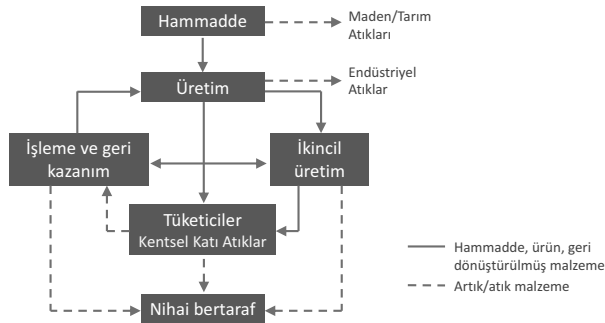 Hammadde
Maden/Tarım
Atıkları
Üretim
Endüstriyel
Atıklar
İşleme ve geri
kazanım
İkincil
üretim
Tüketiciler
Kentsel Katı Atıklar
Nihai bertaraf
Hammadde, ürün, geri
dönüştürülmüş malzeme
Artık/atık malzeme